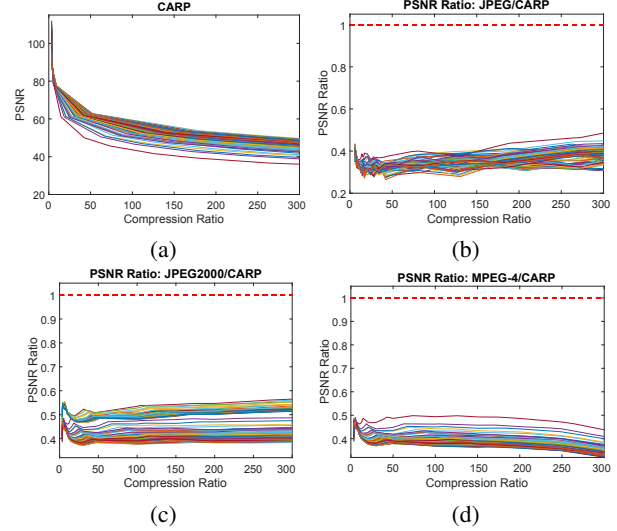 CARP
PSNR
100
80
60
40
20
0 50 100 150 200 250 300
Compression Ratio
(a)
PSNR Ratio: JPEG/CARP
PSNR Ratio
1
0.8
0.6
0.4
0.2
0 50 100 150 200 250 300
Compression Ratio
(b)
PSNR Ratio: JPEG2000/CARP
PSNR Ratio
1
0.9
0.8
0.7
0.6
0.5
0.4
0 50 100 150 200 250 300
Compression Ratio
(c)
PSNR Ratio: MPEG-4/CARP
PSNR Ratio
1
0.9
0.8
0.7
0.6
0.5
0.4
0 50 100 150 200 250 300
Compression Ratio
(d)